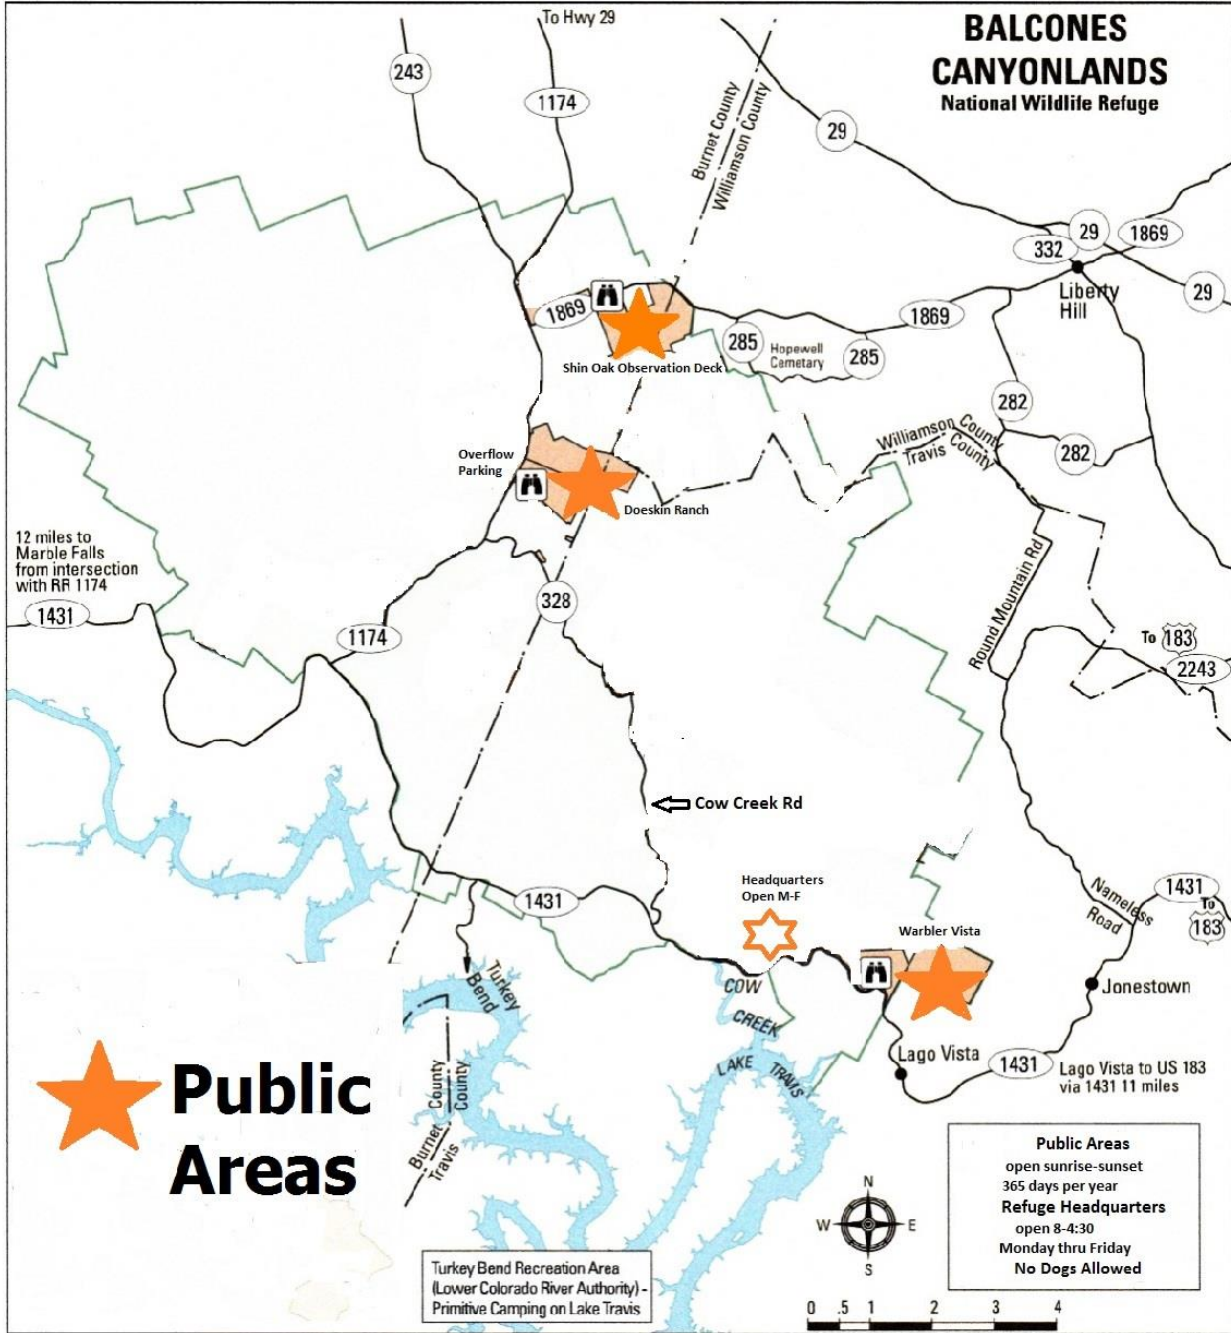 To Hwy 29
BALCONES
CANYONLANDS
National Wildlife Refuge
243
1174
29
Burnet County
Williamson County
332
29
1869
Liberty
Hill
29
1869
1869
285
Hopewell
Cemetary
285
Shin Oak Observation Deck
282
Williamson County
Travis County
282
Overflow
Parking
Doeskin Ranch
12 miles to
Marble Falls
from intersection
with RR 1174
1431
328
1174
Round Mountain Rd
To 183
2243
Cow Creek Rd
Headquarters
Open M-F
1431
Nameless
Road
1431
To
183
Warbler Vista
Turkey
Bend
COW
CREEK
Jonestown
LAKE TRAVIS
Lago Vista
1431
Lago Vista to US 183
via 1431 11 miles
Public
Areas
Burnet County
Travis County
Public Areas
open sunrise-sunset
365 days per year
Refuge Headquarters
open 8-4:30
Monday thru Friday
No Dogs Allowed
N
W E
S
Turkey Bend Recreation Area
(Lower Colorado River Authority) -
Primitive Camping on Lake Travis
0 .5 1 2 3 4